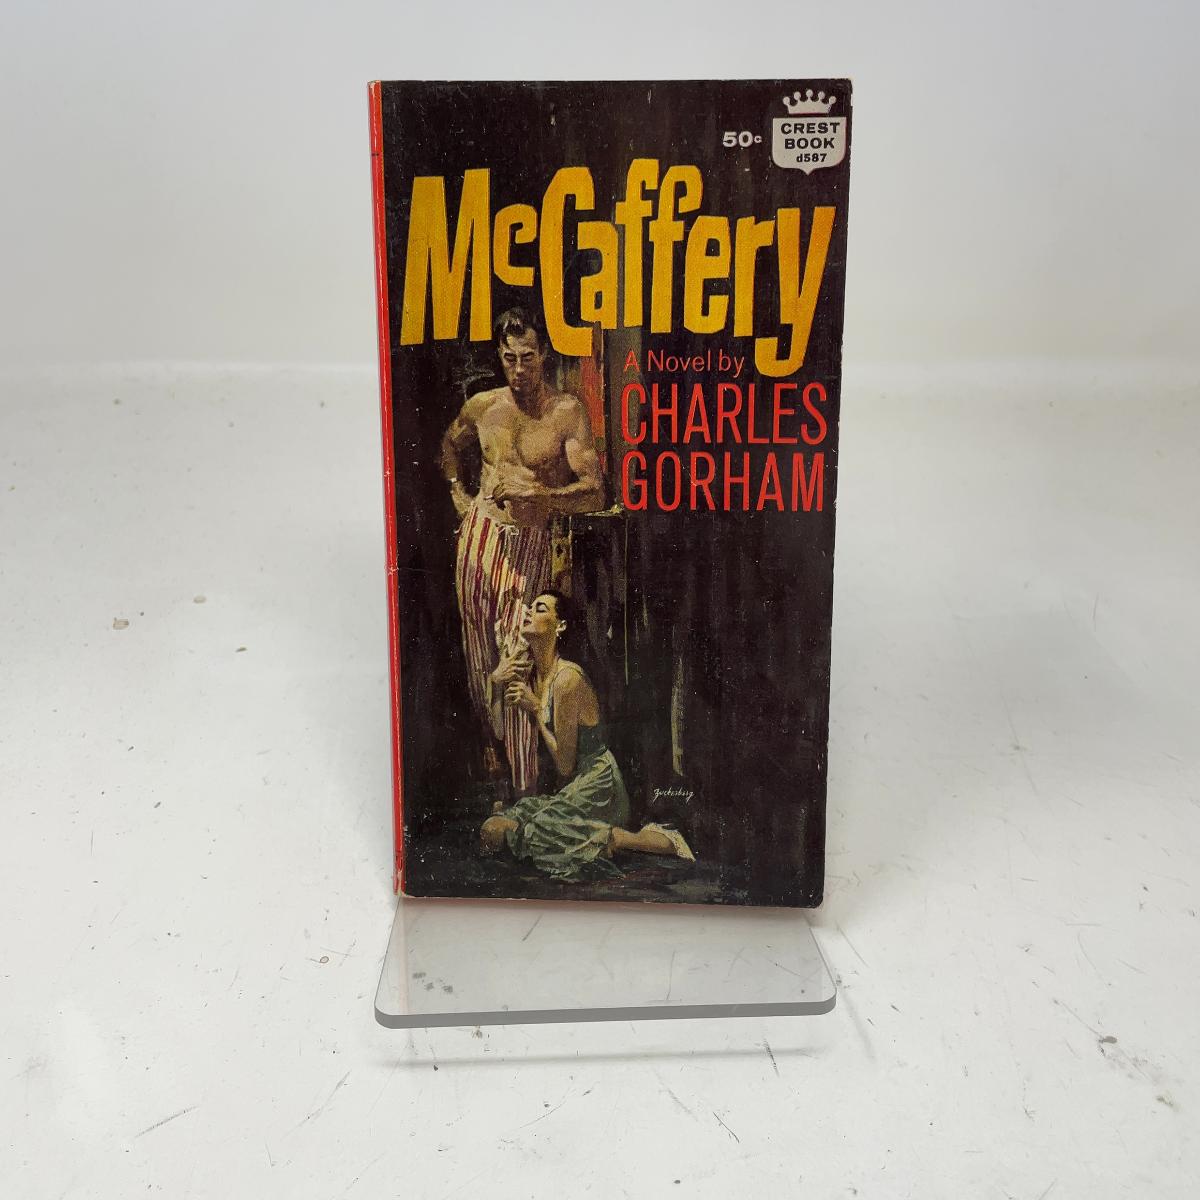 50c
CREST
BOOK
d587
McCaffery
A Novel by
CHARLES
GORHAM